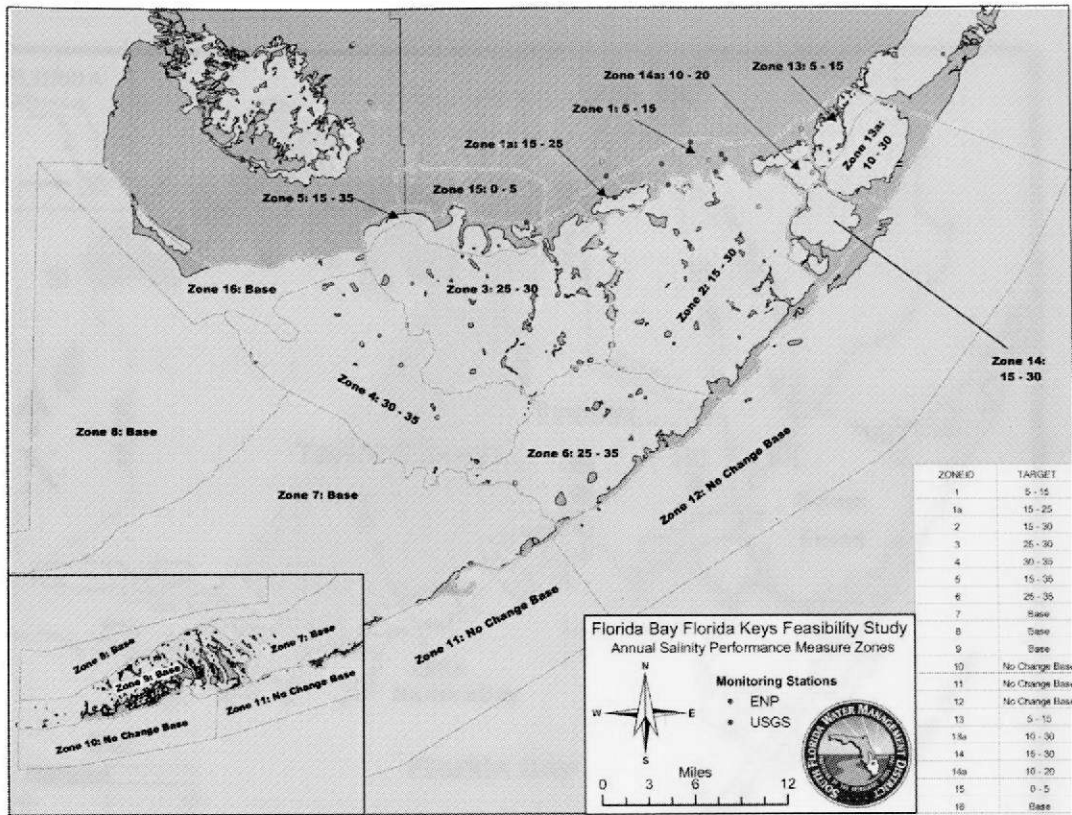 Zone 13: 5 - 15
Zone 14a: 10 - 20
Zone 1: 5 - 15
Zone 13a:
10 - 30
Zone 1a: 15 - 25
Zone 15: 0 - 5
Zone 5: 15 - 35
Zone 16: Base
Zone 3: 25 - 30
Zone 2: 15 - 30
Zone 14:
15 - 30
Zone 4: 30 - 35
Zone 8: Base
Zone 6: 25 - 35
Zone 7: Base
Zone 12: No Change Base
Zone 11: No Change Base
ZONEID TARGET
1 5 - 15
1a 15 - 25
2 15 - 30
3 25 - 30
4 30 - 35
5 15 - 35
6 25 - 35
7 Base
8 Base
9 Base
10 No Change Base
11 No Change Base
12 No Change Base
13 5 - 15
13a 10 - 30
14 15 - 30
14a 10 - 20
15 0 - 5
16 Base
Zone 8: Base
Zone 7: Base
Zone 9: Base
Zone 11: No Change Base
Zone 10: No Change Base
Florida Bay Florida Keys Feasibility Study
Annual Salinity Performance Measure Zones
N
W E
S
Monitoring Stations
ENP
USGS
Miles
0 3 6 12
SOUTH FLORIDA WATER MANAGEMENT DISTRICT